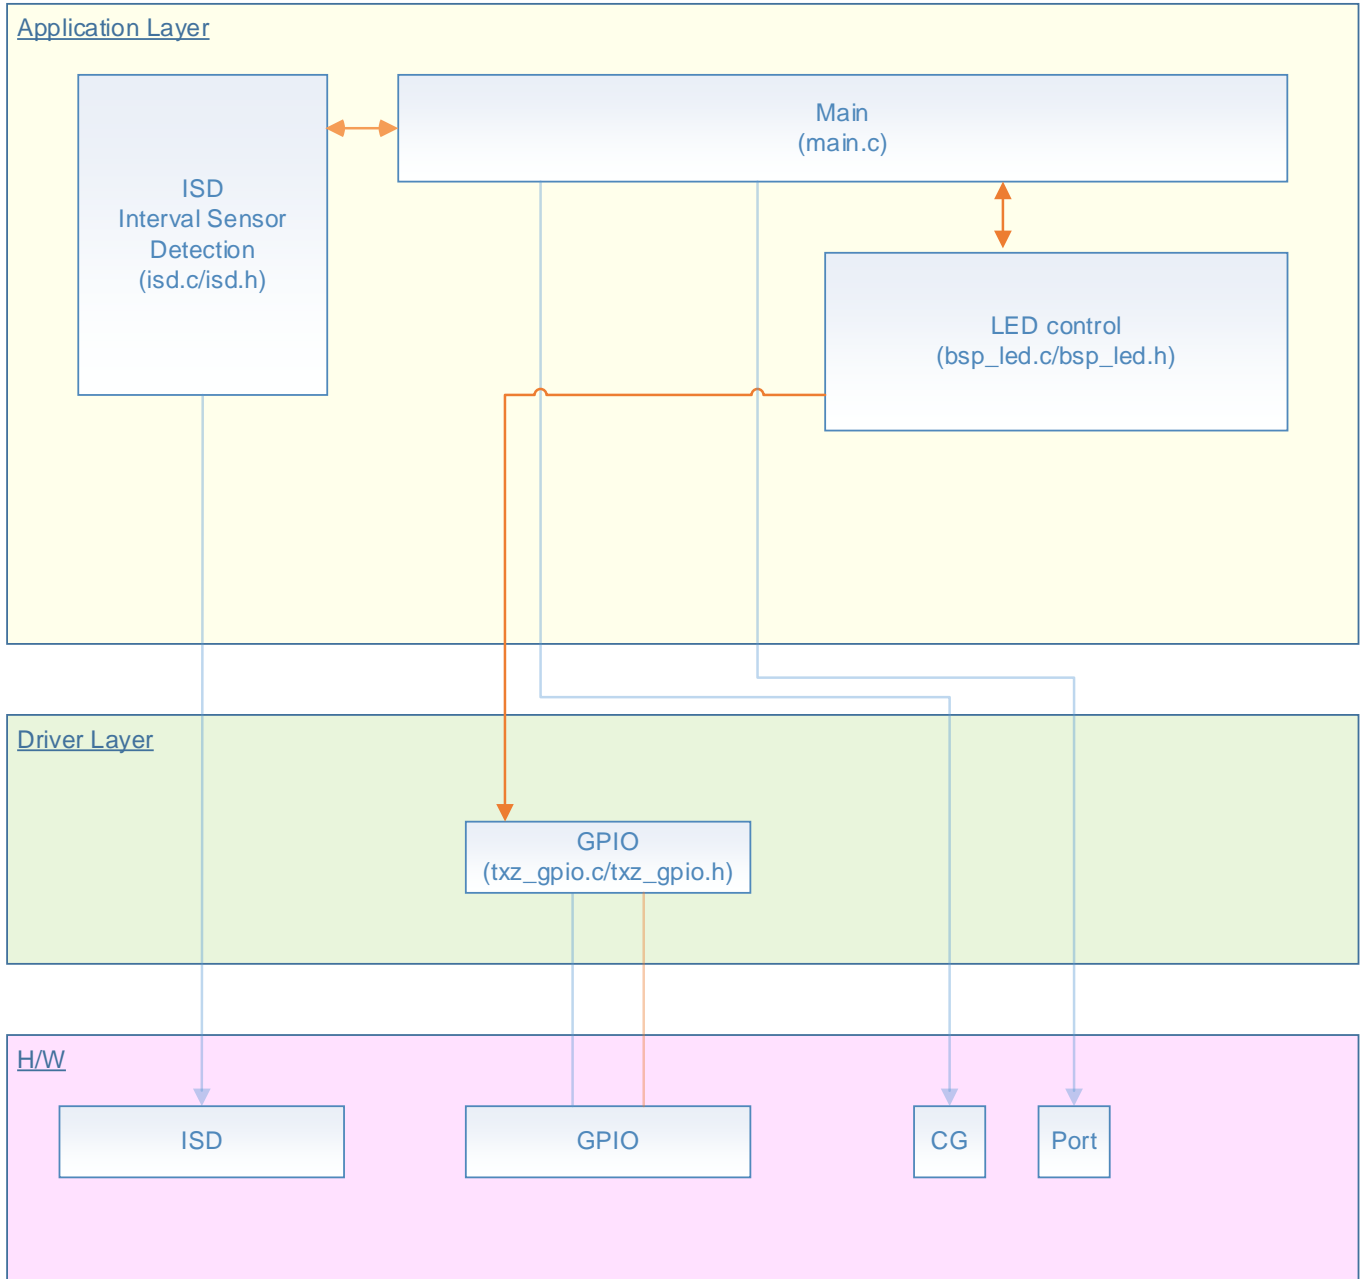 Application Layer
Main
(main.c)
ISD
Interval Sensor
Detection
(isd.c/isd.h)
LED control
(bsp_led.c/bsp_led.h)
Driver Layer
GPIO
(txz_gpio.c/txz_gpio.h)
H/W
ISD
GPIO
CG
Port